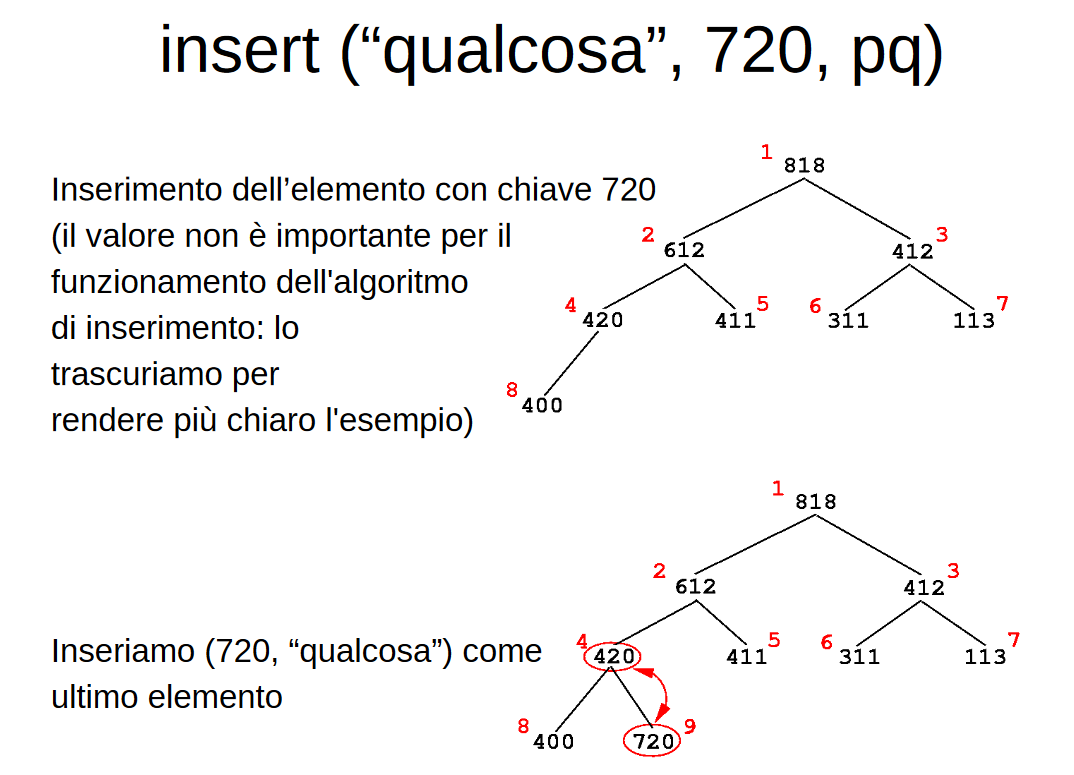 insert (“qualcosa”, 720, pq)
Inserimento dell’elemento con chiave 720
(il valore non è importante per il
funzionamento dell'algoritmo
di inserimento: lo
trascuriamo per
rendere più chiaro l'esempio)
1
818
2 612
412 3
4 420
411 5
6 311
113 7
8 400
Inseriamo (720, “qualcosa”) come
ultimo elemento
1
818
2 612
412 3
4 420
411 5
6 311
113 7
8 400
720 9